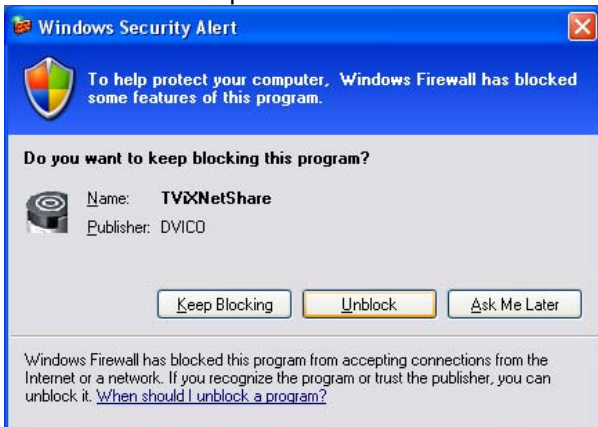 Windows Security Alert
To help protect your computer, Windows Firewall has blocked
some features of this program.
Do you want to keep blocking this program?
Name: TViXNetShare
Publisher: DVICO
Keep Blocking Unblock Ask Me Later
Windows Firewall has blocked this program from accepting connections from the
Internet or a network. If you recognize the program or trust the publisher, you can
unblock it. When should I unblock a program?